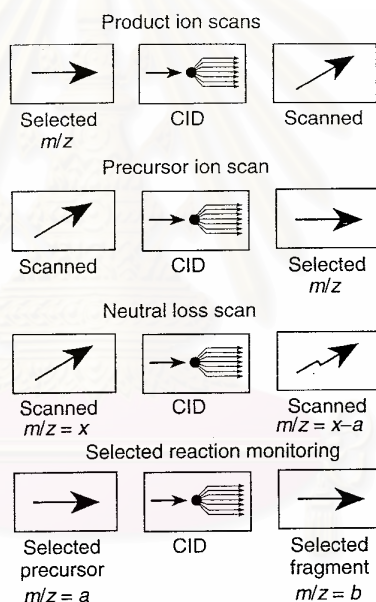 Product ion scans
Selected CID Scanned
m/z
Precursor ion scan
Scanned CID Selected
m/z
Neutral loss scan
Scanned CID Scanned
m/z = x m/z = x–a
Selected reaction monitoring
Selected CID Selected
precursor fragment
m/z = a m/z = b